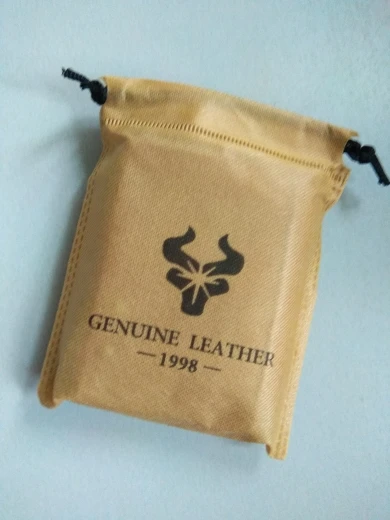 GENUINE LEATHER
— 1998 —